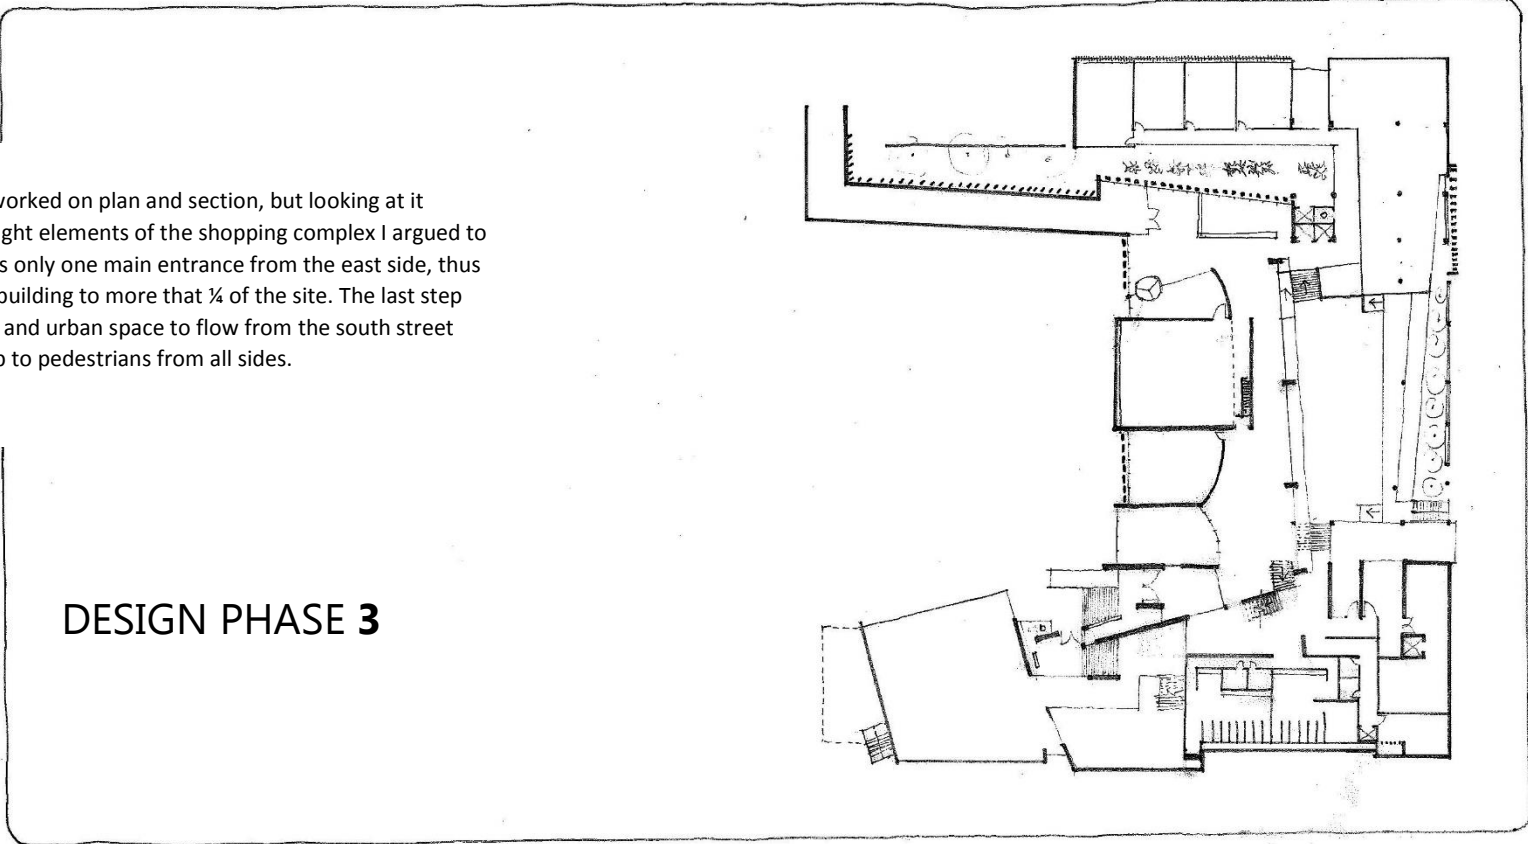 worked on plan and section, but looking at it
ight elements of the shopping complex I argued to
s only one main entrance from the east side, thus
building to more that ¼ of the site. The last step
and urban space to flow from the south street
to pedestrians from all sides.
DESIGN PHASE 3